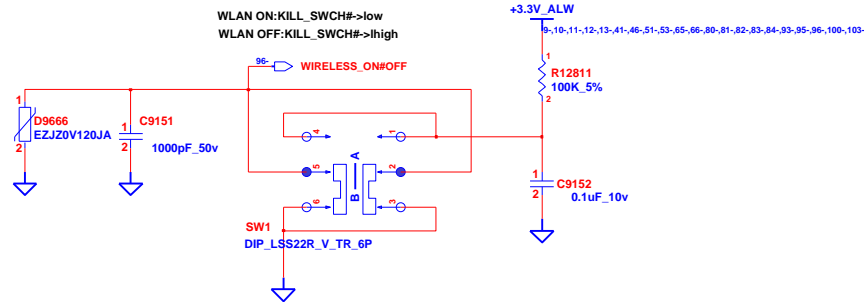 WLAN ON:KILL_SWCH#->low
WLAN OFF:KILL_SWCH#->lhigh
+3.3V_ALW
9-,10-,11-,12-,13-,41-,46-,51-,53-,65-,66-,80-,81-,82-,83-,84-,93-,95-,96-,100-,103-
96-
WIRELESS_ON#OFF
1
R12811
100K_5%
2
1
D9666
EZJZ0V120JA
2
C9151
1
2
1000pF_50v
4
1
5
2
A
B
6
3
SW1
DIP_LSS22R_V_TR_6P
1
C9152
2
0.1uF_10v